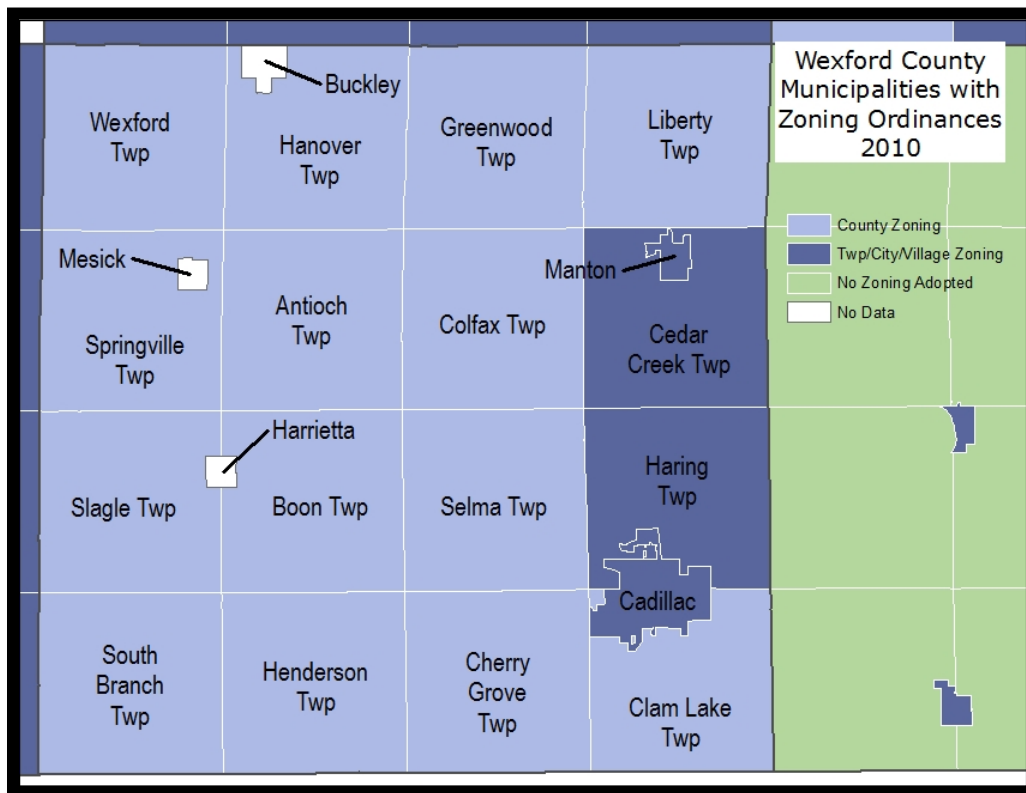 Wexford County
Municipalities with
Zoning Ordinances
2010
County Zoning
Twp/City/Village Zoning
No Zoning Adopted
No Data
Buckley
Wexford
Twp
Hanover
Twp
Greenwood
Twp
Liberty
Twp
Mesick
Manton
Springville
Twp
Antioch
Twp
Colfax Twp
Cedar
Creek Twp
Harrietta
Slagle Twp
Boon Twp
Selma Twp
Haring
Twp
Cadillac
South
Branch
Twp
Henderson
Twp
Cherry
Grove
Twp
Clam Lake
Twp